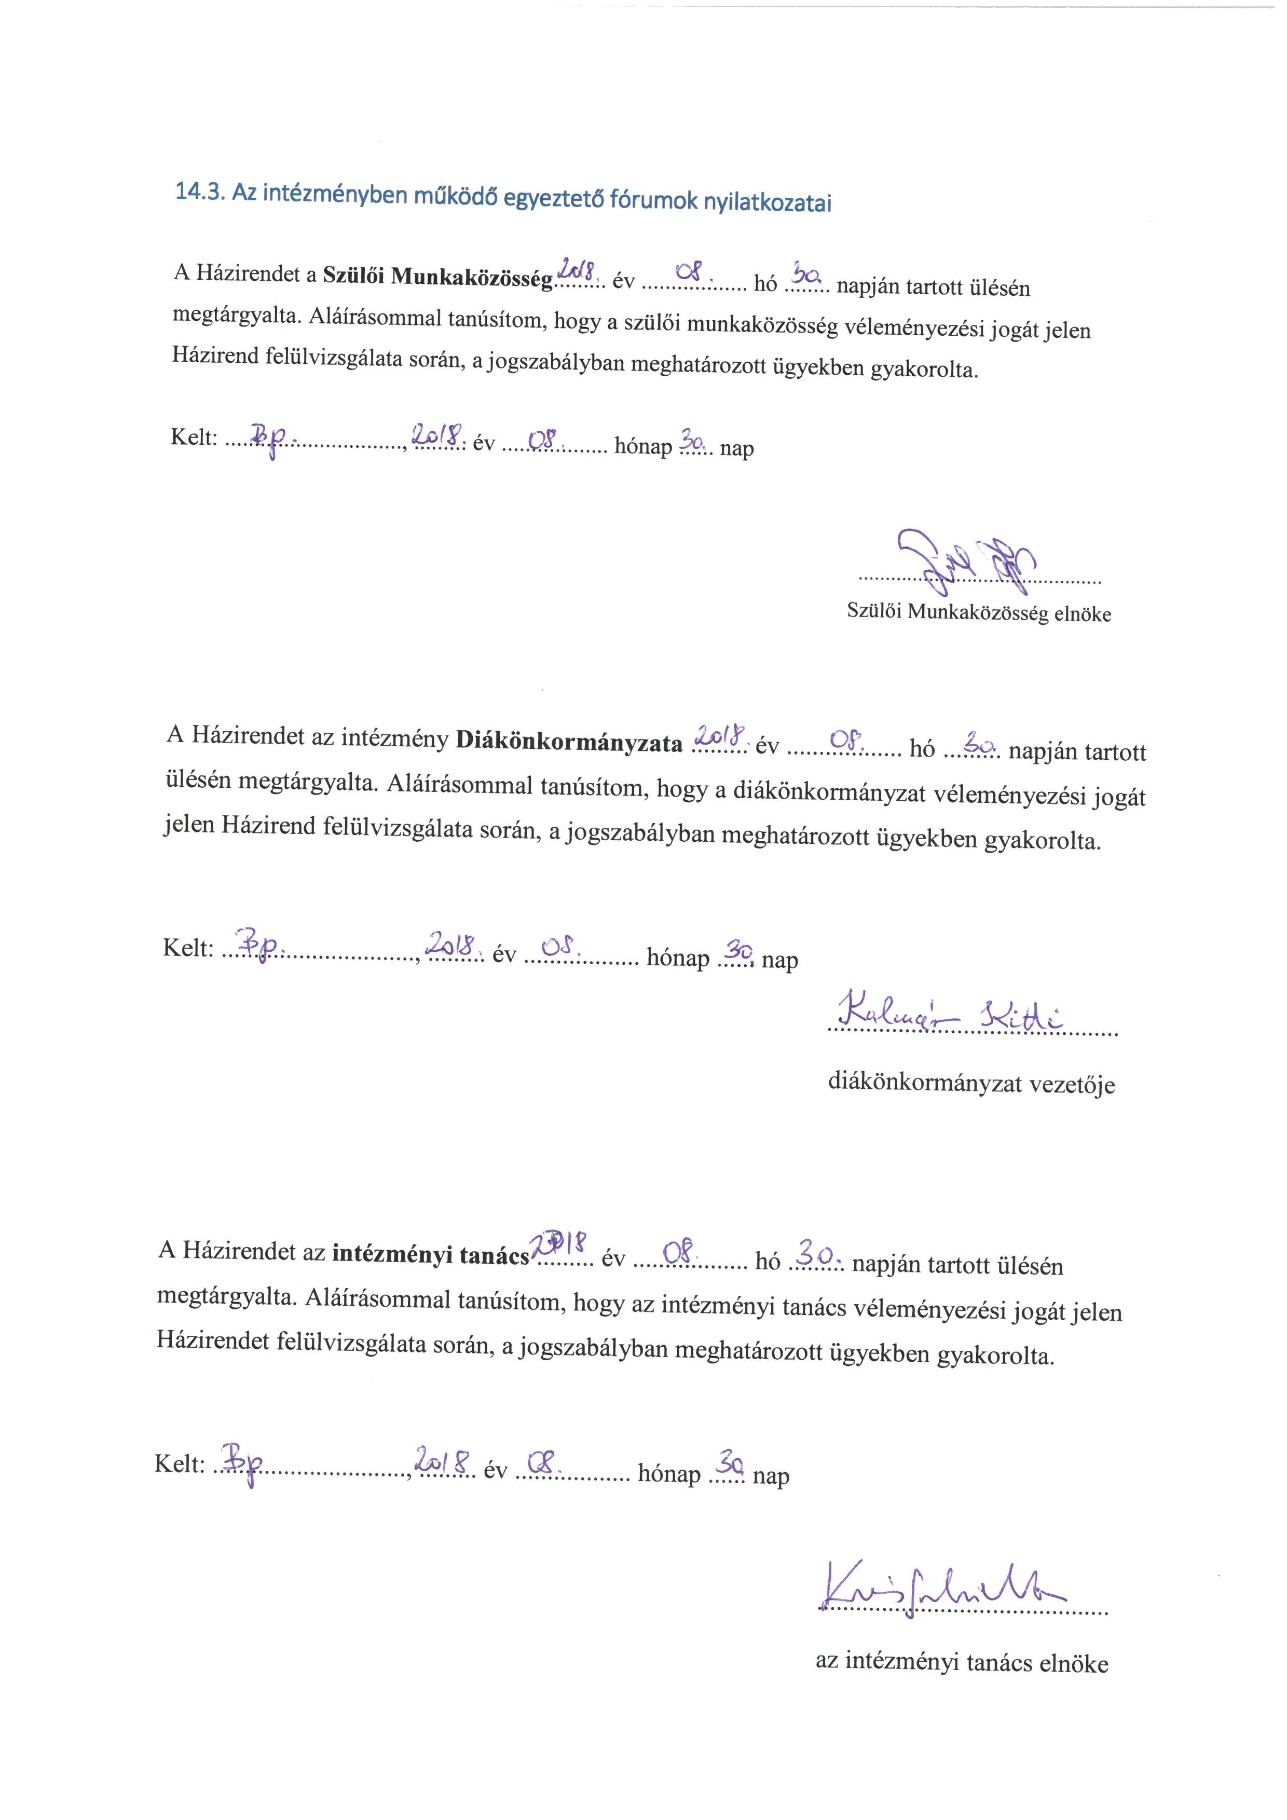 14.3. Az intézményben működő egyeztető fórumok nyilatkozatai
A Házirendet a Szülői Munkaközösség 2018. év 08. hó 30. napján tartott ülésén
megtárgyalta. Aláírásommal tanúsítom, hogy a szülői munkaközösség véleményezési jogát jelen
Házirend felülvizsgálata során, a jogszabályban meghatározott ügyekben gyakorolta.
Kelt: Bp. , 2018. év 08. hónap 30. nap
Szülői Munkaközösség elnöke
A Házirendet az intézmény Diákönkormányzata 2018. év 08. hó 30. napján tartott
ülésén megtárgyalta. Aláírásommal tanúsítom, hogy a diákönkormányzat véleményezési jogát
jelen Házirend felülvizsgálata során, a jogszabályban meghatározott ügyekben gyakorolta.
Kelt: Bp. , 2018. év 08. hónap 30. nap
Kalmár Kitti
diákönkormányzat vezetője
A Házirendet az intézményi tanács 2018 év 08. hó 30. napján tartott ülésén
megtárgyalta. Aláírásommal tanúsítom, hogy az intézményi tanács véleményezési jogát jelen
Házirendet felülvizsgálata során, a jogszabályban meghatározott ügyekben gyakorolta.
Kelt: Bp , 2018 év 08. hónap 30 nap
az intézményi tanács elnöke